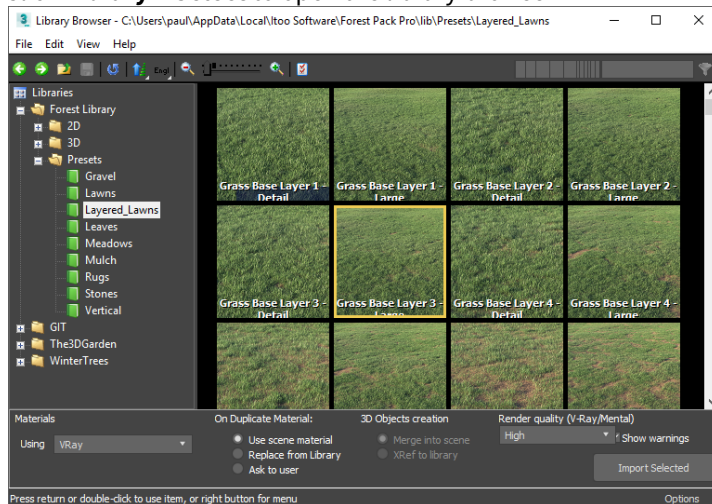 Library Browser - C:\Users\paul\AppData\Local\Itoo Software\Forest Pack Pro\lib\Presets\Layered_Lawns
File Edit View Help
Engl
Libraries
Forest Library
2D
3D
Presets
Gravel
Lawns
Layered_Lawns
Leaves
Meadows
Mulch
Rugs
Stones
Vertical
GIT
The3DGarden
WinterTrees
Grass Base Layer 1 - Detail
Grass Base Layer 1 - Large
Grass Base Layer 2 - Detail
Grass Base Layer 2 - Large
Grass Base Layer 3 - Detail
Grass Base Layer 3 - Large
Grass Base Layer 4 - Detail
Grass Base Layer 4 - Large
Materials
Using VRay
On Duplicate Material:
Use scene material
Replace from Library
Ask to user
3D Objects creation
Merge into scene
XRef to library
Render quality (V-Ray/Mental)
High
Show warnings
Import Selected
Press return or double-click to use item, or right button for menu
Options